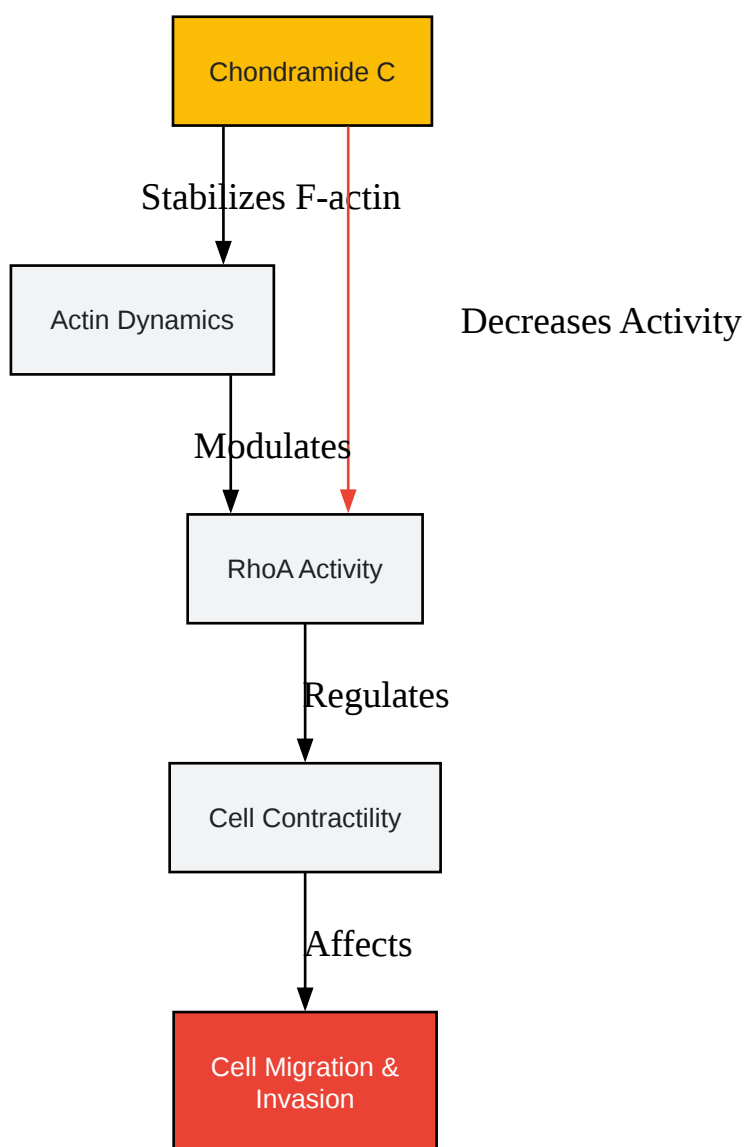 Chondramide C
Stabilizes F-actin
Actin Dynamics
Decreases Activity
Modulates
RhoA Activity
Regulates
Cell Contractility
Affects
Cell Migration &
Invasion